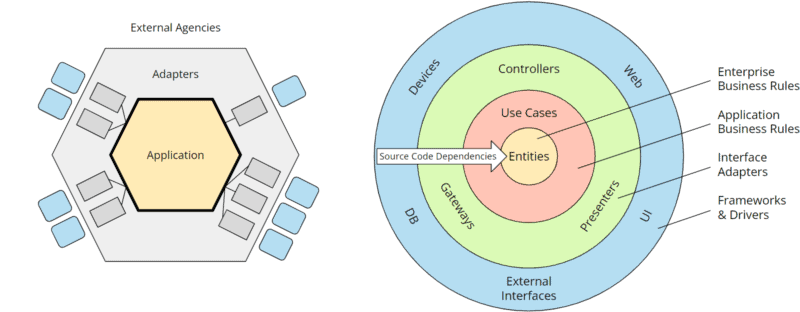 External Agencies
Adapters
Application
Devices
Controllers
Web
Use Cases
Source Code Dependencies
Entities
Gateways
Presenters
DB
UI
External
Interfaces
Enterprise
Business Rules
Application
Business Rules
Interface
Adapters
Frameworks
& Drivers